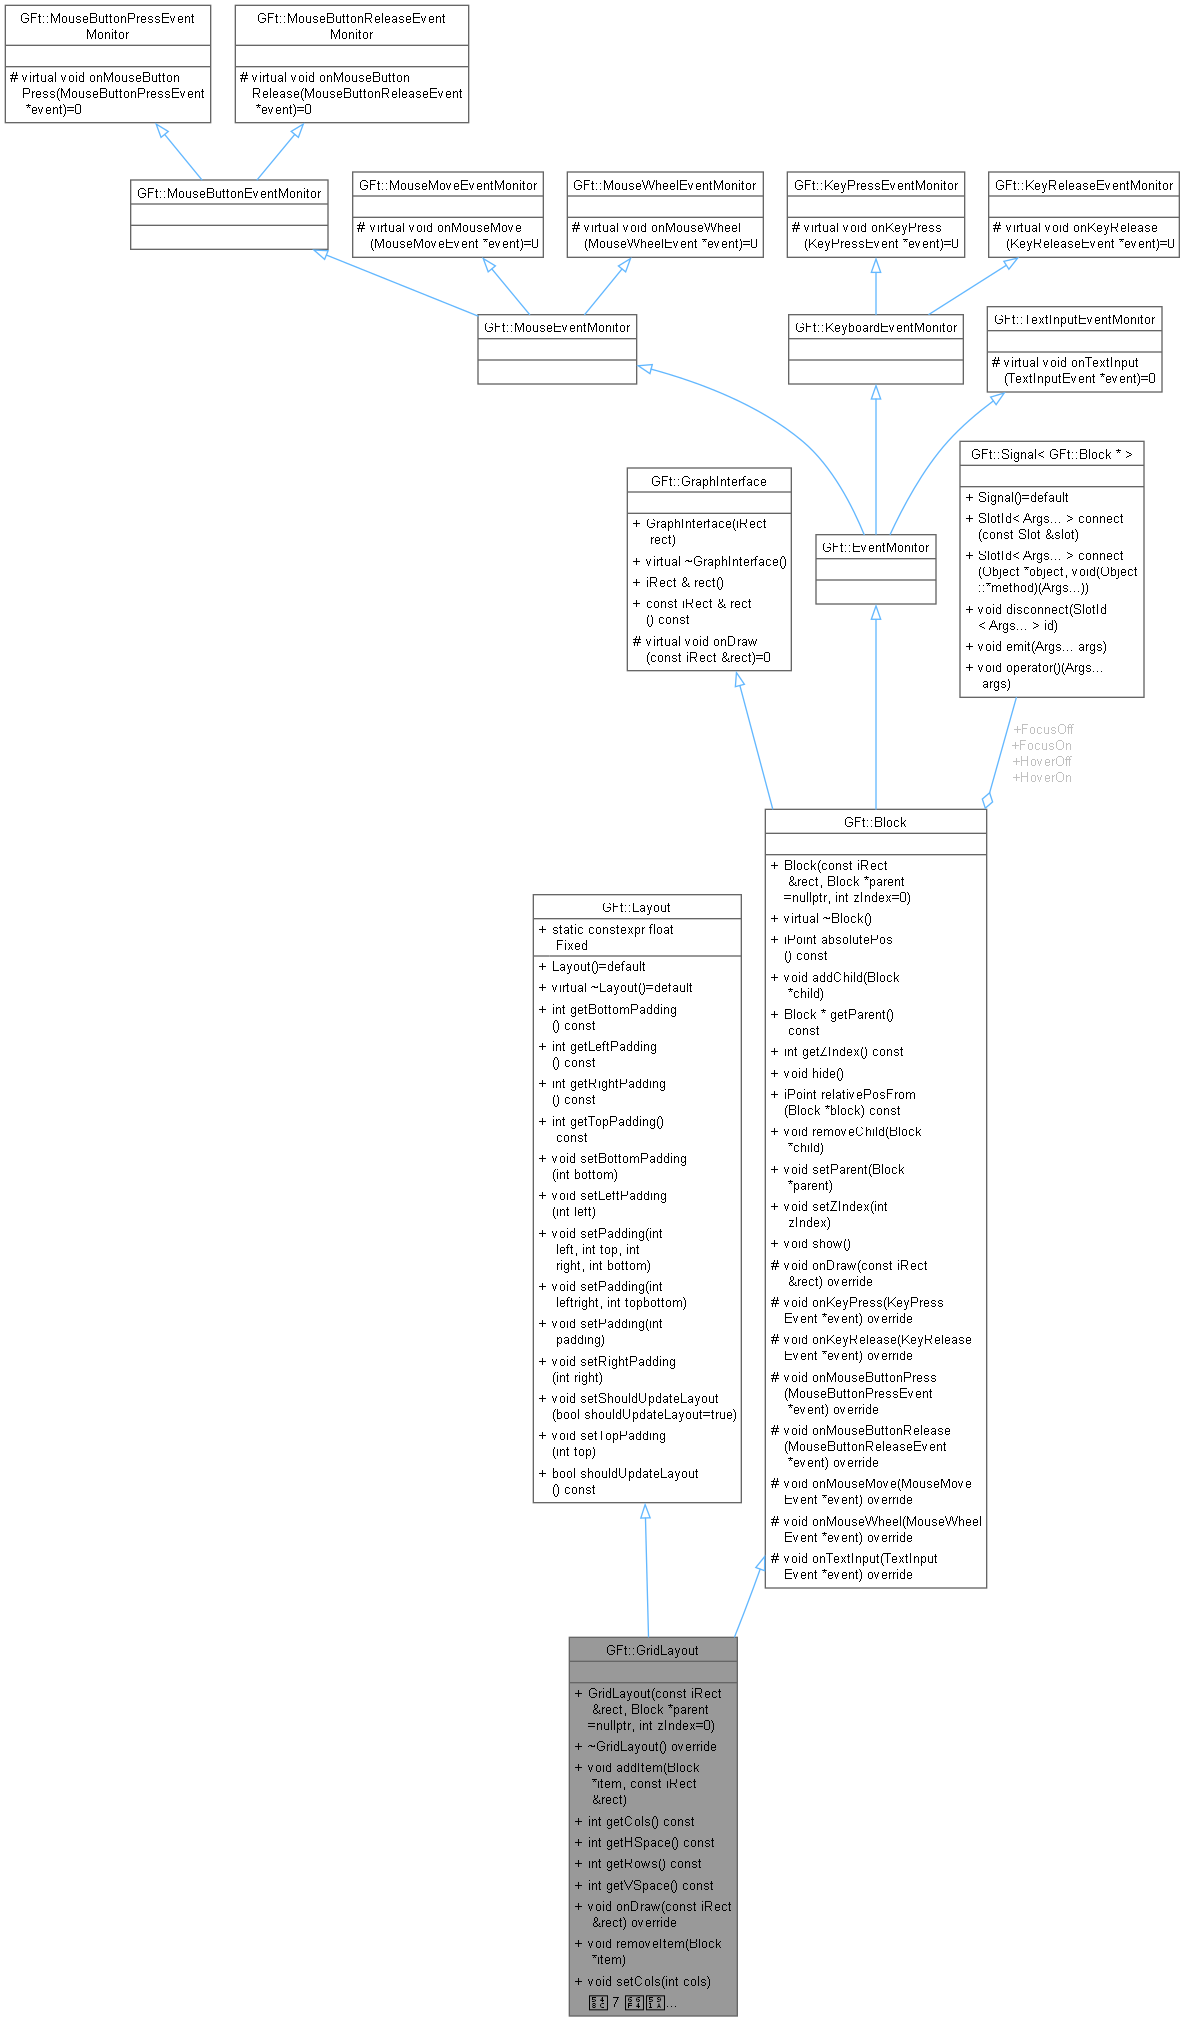 GFt::MouseButtonPressEvent
Monitor
# virtual void onMouseButton
Press(MouseButtonPressEvent
*event)=0
GFt::MouseButtonReleaseEvent
Monitor
# virtual void onMouseButton
Release(MouseButtonReleaseEvent
*event)=0
GFt::MouseButtonEventMonitor
GFt::MouseMoveEventMonitor
# virtual void onMouseMove
(MouseMoveEvent *event)=0
GFt::MouseWheelEventMonitor
# virtual void onMouseWheel
(MouseWheelEvent *event)=0
GFt::KeyPressEventMonitor
# virtual void onKeyPress
(KeyPressEvent *event)=0
GFt::KeyReleaseEventMonitor
# virtual void onKeyRelease
(KeyReleaseEvent *event)=0
GFt::MouseEventMonitor
GFt::KeyboardEventMonitor
GFt::TextInputEventMonitor
# virtual void onTextInput
(TextInputEvent *event)=0
GFt::GraphInterface
+ GraphInterface(iRect
rect)
+ virtual ~GraphInterface()
+ iRect & rect()
+ const iRect & rect
() const
# virtual void onDraw
(const iRect &rect)=0
GFt::EventMonitor
GFt::Signal< GFt::Block * >
+ Signal()=default
+ SlotId< Args... > connect
(const Slot &slot)
+ SlotId< Args... > connect
(Object *object, void(Object
::*method)(Args...))
+ void disconnect(SlotId
< Args... > id)
+ void emit(Args... args)
+ void operator()(Args...
args)
+FocusOff
+FocusOn
+HoverOff
+HoverOn
GFt::Block
+ Block(const iRect
&rect, Block *parent
=nullptr, int zIndex=0)
+ virtual ~Block()
+ iPoint absolutePos
() const
+ void addChild(Block
*child)
+ Block * getParent()
const
+ int getZIndex() const
+ void hide()
+ iPoint relativePosFrom
(Block *block) const
+ void removeChild(Block
*child)
+ void setParent(Block
*parent)
+ void setZIndex(int
zIndex)
+ void show()
# void onDraw(const iRect
&rect) override
# void onKeyPress(KeyPress
Event *event) override
# void onKeyRelease(KeyRelease
Event *event) override
# void onMouseButtonPress
(MouseButtonPressEvent
*event) override
# void onMouseButtonRelease
(MouseButtonReleaseEvent
*event) override
# void onMouseMove(MouseMove
Event *event) override
# void onMouseWheel(MouseWheel
Event *event) override
# void onTextInput(TextInput
Event *event) override
GFt::Layout
+ static constexpr float
Fixed
+ Layout()=default
+ virtual ~Layout()=default
+ int getBottomPadding
() const
+ int getLeftPadding
() const
+ int getRightPadding
() const
+ int getTopPadding()
const
+ void setBottomPadding
(int bottom)
+ void setLeftPadding
(int left)
+ void setPadding(int
left, int top, int
right, int bottom)
+ void setPadding(int
leftright, int topbottom)
+ void setPadding(int
padding)
+ void setRightPadding
(int right)
+ void setShouldUpdateLayout
(bool shouldUpdateLayout=true)
+ void setTopPadding
(int top)
+ bool shouldUpdateLayout
() const
GFt::GridLayout
+ GridLayout(const iRect
&rect, Block *parent
=nullptr, int zIndex=0)
+ ~GridLayout() override
+ void addItem(Block
*item, const iRect
&rect)
+ int getCols() const
+ int getHSpace() const
+ int getRows() const
+ int getVSpace() const
+ void onDraw(const iRect
&rect) override
+ void removeItem(Block
*item)
+ void setCols(int cols)
7 ...